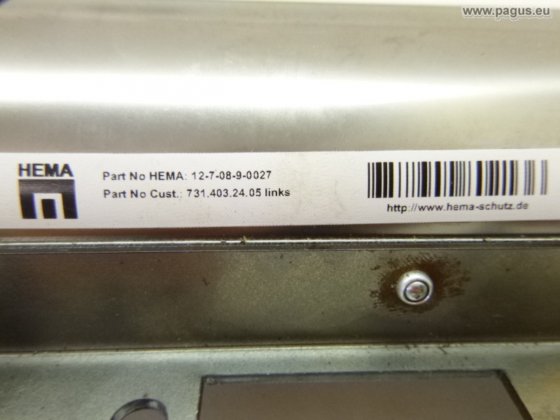 www.pagus.eu
HEMA
Part No HEMA: 12-7-08-9-0027
Part No Cust.: 731.403.24.05 links
http://www.hema-schutz.de